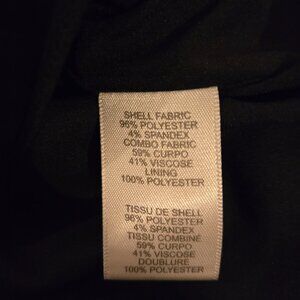 SHELL FABRIC
96% POLYESTER
4% SPANDEX
COMBO FABRIC
59% CURPO
41% VISCOSE
LINING
100% POLYESTER
TISSU DE SHELL
96% POLYESTER
4% SPANDEX
TISSU COMBINÉ
59% CURPO
41% VISCOSE
DOUBLURE
100% POLYESTER